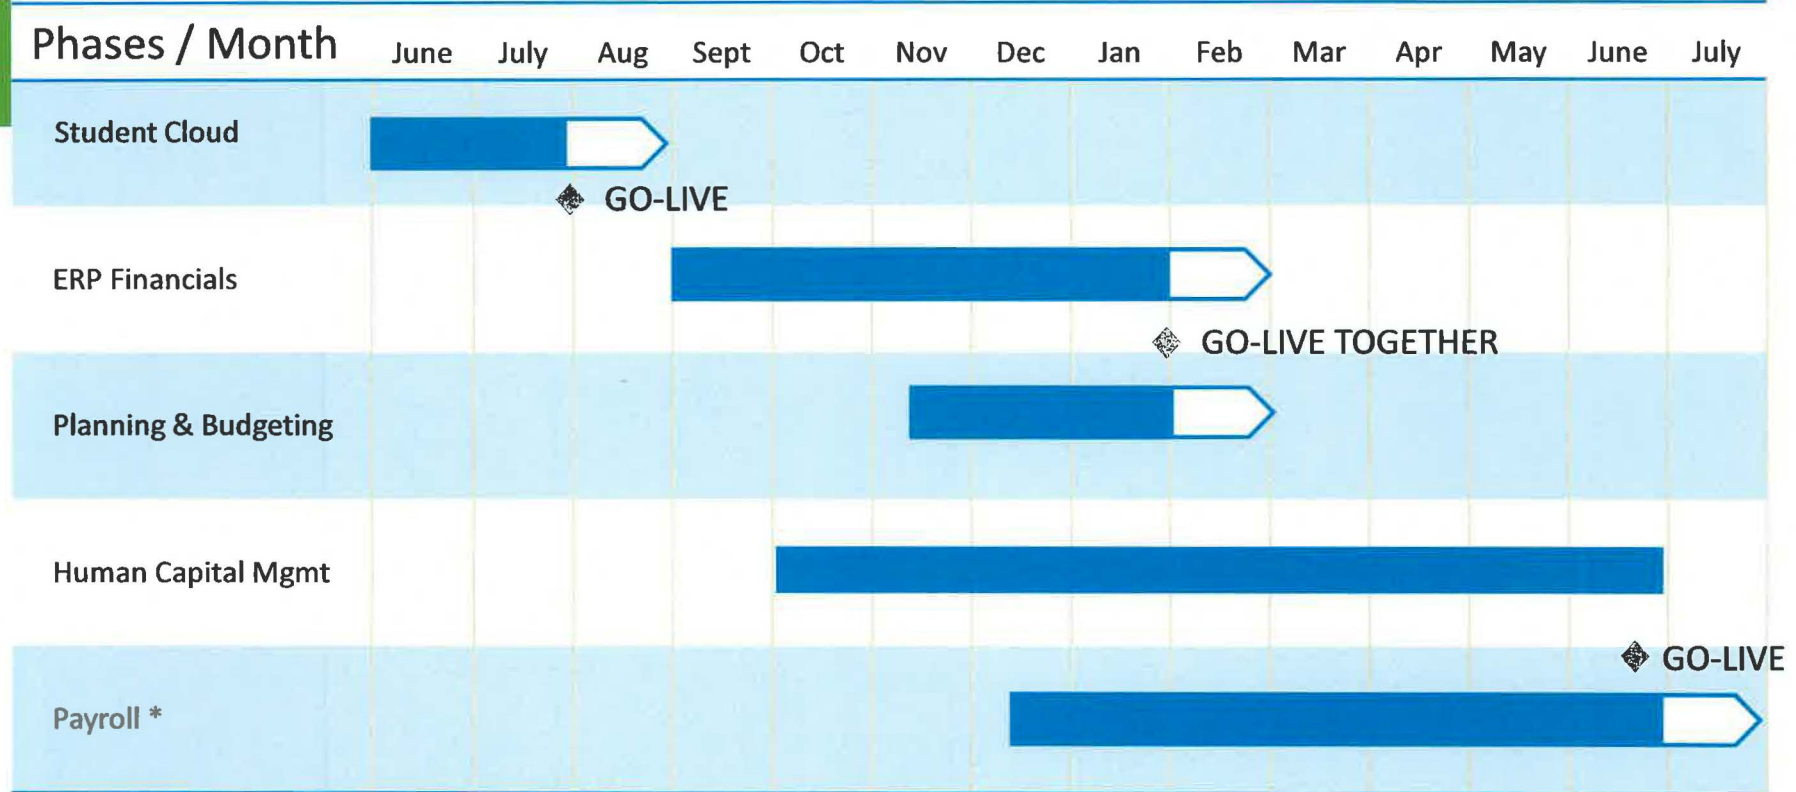 Phases / Month June July Aug Sept Oct Nov Dec Jan Feb Mar Apr May June July
Student Cloud
GO-LIVE
ERP Financials
GO-LIVE TOGETHER
Planning & Budgeting
Human Capital Mgmt
GO-LIVE
Payroll *